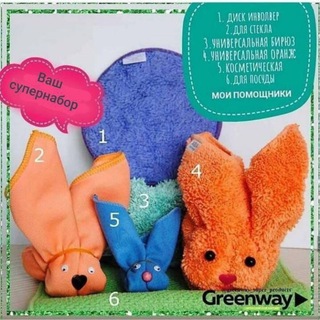 1. ДИСК ИНВОЛВЕР
2. ДЛЯ СТЕКЛА
3. УНИВЕРСАЛЬНАЯ БИРЮЗ
4. УНИВЕРСАЛЬНАЯ ОРАНЖ
5. КОСМЕТИЧЕСКАЯ
6. ДЛЯ ПОСУДЫ
МОИ ПОМОЩНИКИ
Ваш
супернабор
1
2
3
4
5
6
Greenway